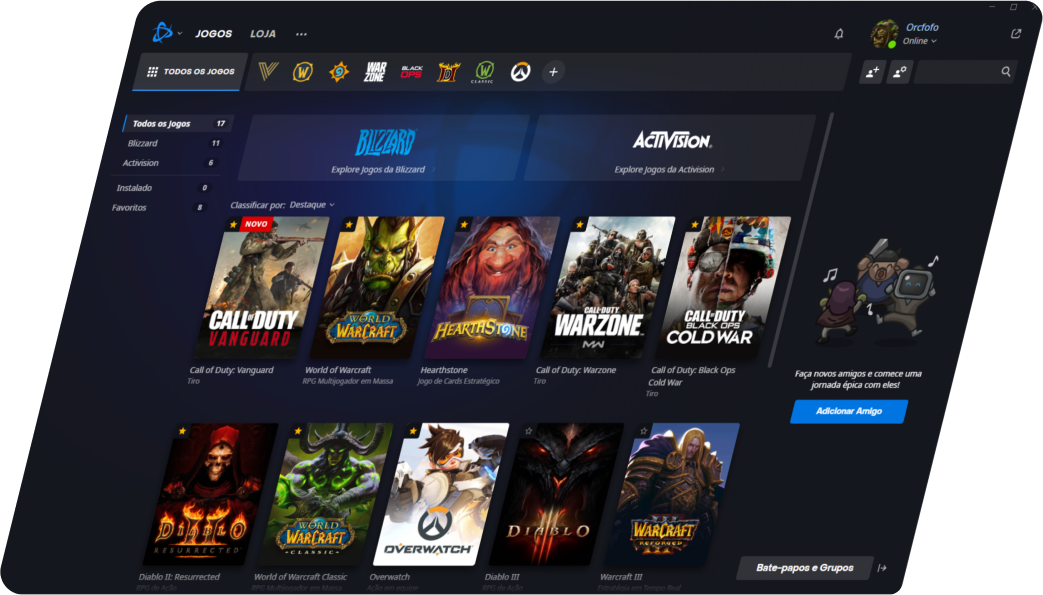 JOGOS LOJA
Orcfofo
Online
TODOS OS JOGOS WARZONE BLACK OPS II CLASSIC
Todos os Jogos 17
Blizzard 11
Activision 6
Instalado 0
Favoritos 8
BLIZZARD
Explore Jogos da Blizzard
ACTIVISION
Explore Jogos da Activision
Classificar por: Destaque
NOVO
CALL OF DUTY
VANGUARD
Call of Duty: Vanguard
Tiro
WORLD OF WARCRAFT
World of Warcraft
RPG Multijogador em Massa
HEARTHSTONE
Hearthstone
Jogo de Cards Estratégico
CALL OF DUTY
WARZONE
MW
Call of Duty: Warzone
Tiro
CALL OF DUTY
BLACK OPS
COLD WAR
Call of Duty: Black Ops
Cold War
Tiro
Faça novos amigos e comece uma
jornada épica com eles!
Adicionar Amigo
DIABLO II
RESURRECTED
Diablo II: Resurrected
RPG de Ação
WORLD OF WARCRAFT
CLASSIC
World of Warcraft Classic
RPG Multijogador em Massa
OVERWATCH
Overwatch
Ação em equipe
DIABLO III
Diablo III
RPG de Ação
WARCRAFT III
REFORGED
Warcraft III
Estratégia em Tempo Real
Bate-papos e Grupos